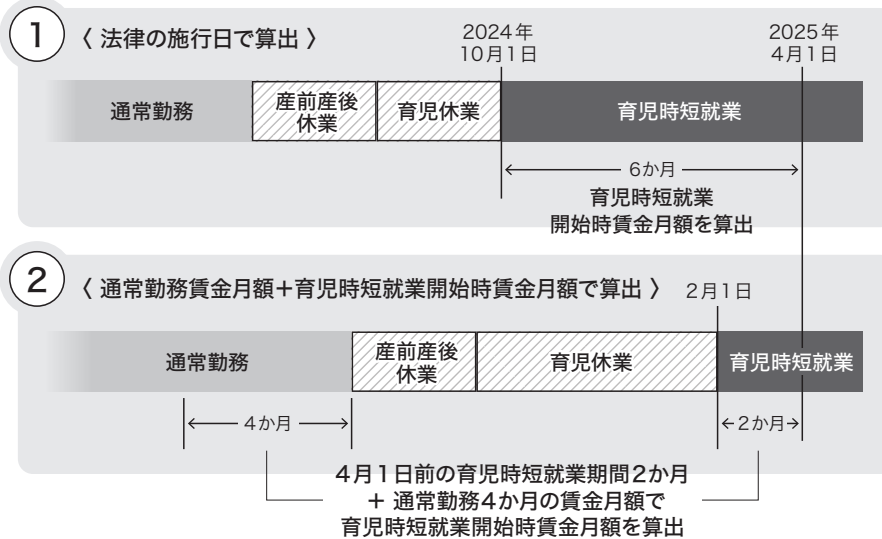 1
〈 法律の施行日で算出 〉
2024年
10月1日
2025年
4月1日
通常勤務
産前産後
休業
育児休業
育児時短就業
6か月
育児時短就業
開始時賃金月額を算出
2
〈 通常勤務賃金月額＋育児時短就業開始時賃金月額で算出 〉
2月1日
通常勤務
産前産後
休業
育児休業
育児時短就業
4か月
2か月
4月1日前の育児時短就業期間2か月
＋ 通常勤務4か月の賃金月額で
育児時短就業開始時賃金月額を算出